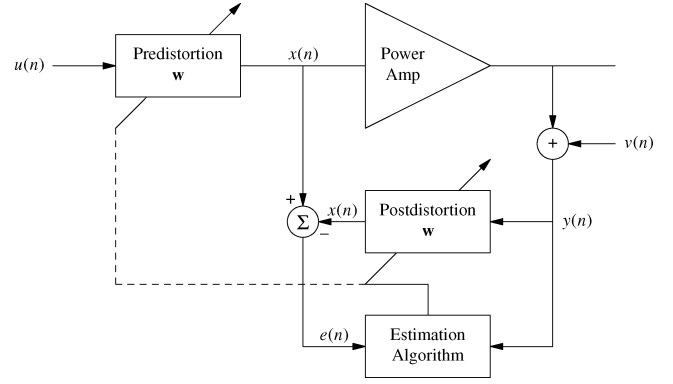 Predistortion
w
u(n)
x(n)
Power
Amp
+
v(n)
+
x(n)
Σ
−
Postdistortion
w
y(n)
e(n)
Estimation
Algorithm